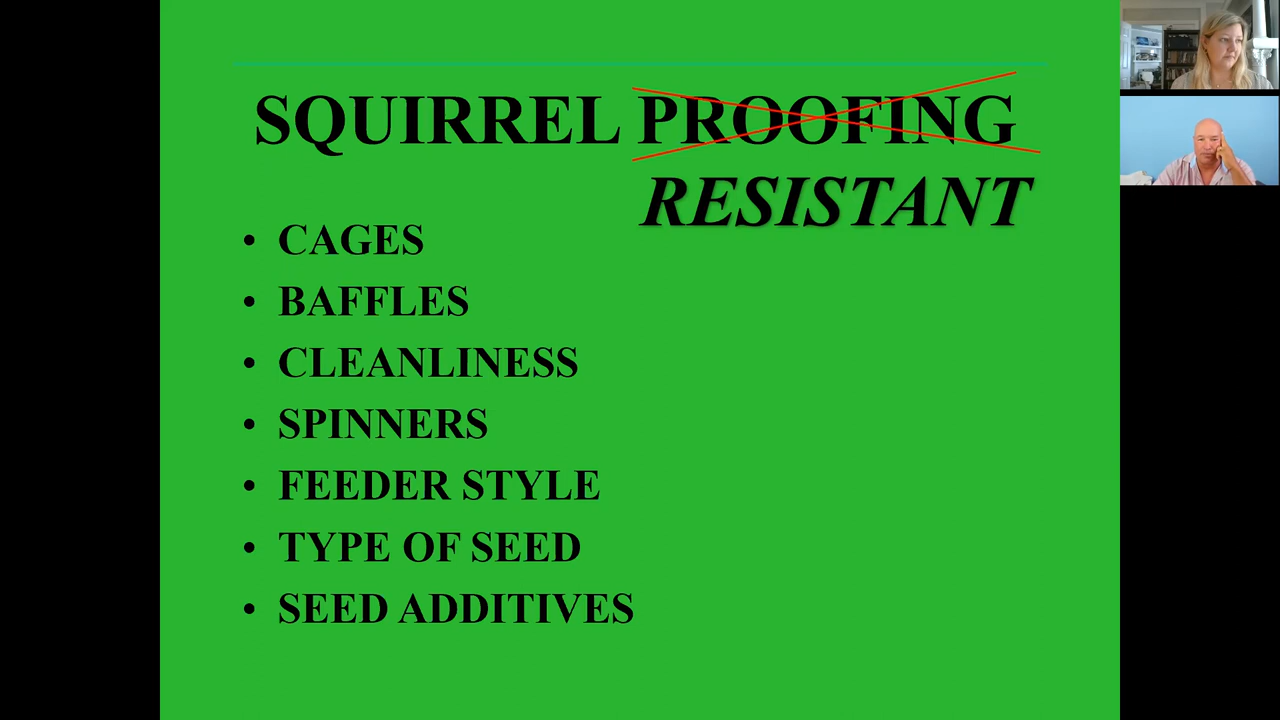 SQUIRREL PROOFING
RESISTANT
• CAGES
• BAFFLES
• CLEANLINESS
• SPINNERS
• FEEDER STYLE
• TYPE OF SEED
• SEED ADDITIVES